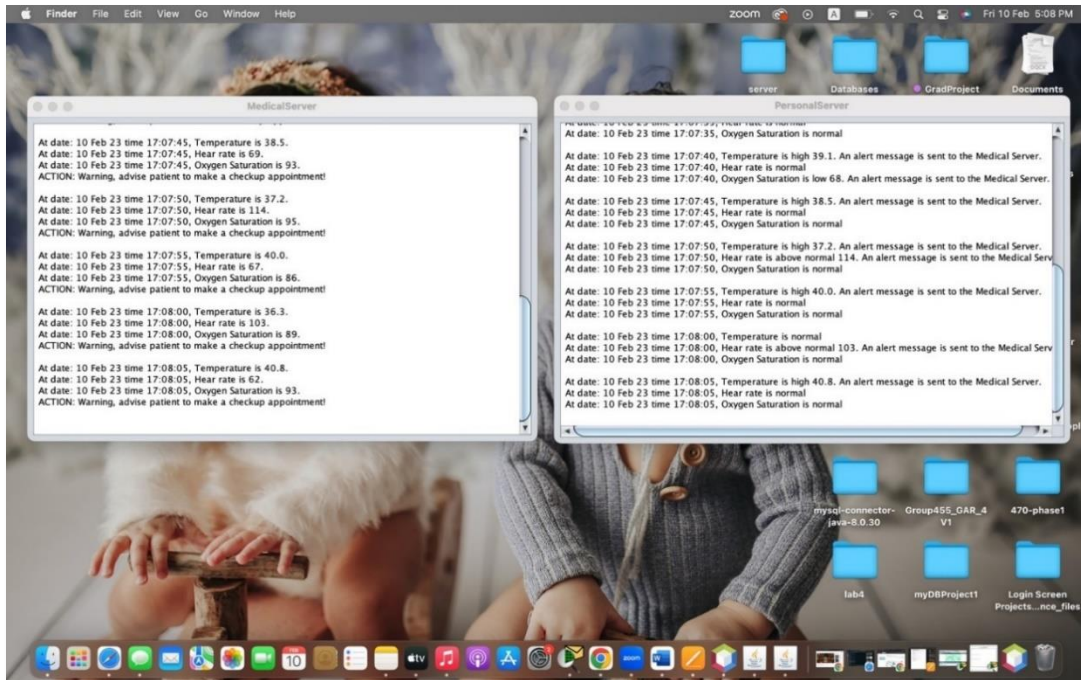 Finder File Edit View Go Window Help
zoom A Fri 10 Feb 5:08 PM
server Databases GradProject Documents
MedicalServer
At date: 10 Feb 23 time 17:07:45, Temperature is 38.5.
At date: 10 Feb 23 time 17:07:45, Hear rate is 69.
At date: 10 Feb 23 time 17:07:45, Oxygen Saturation is 93.
ACTION: Warning, advise patient to make a checkup appointment!
At date: 10 Feb 23 time 17:07:50, Temperature is 37.2.
At date: 10 Feb 23 time 17:07:50, Hear rate is 114.
At date: 10 Feb 23 time 17:07:50, Oxygen Saturation is 95.
ACTION: Warning, advise patient to make a checkup appointment!
At date: 10 Feb 23 time 17:07:55, Temperature is 40.0.
At date: 10 Feb 23 time 17:07:55, Hear rate is 67.
At date: 10 Feb 23 time 17:07:55, Oxygen Saturation is 86.
ACTION: Warning, advise patient to make a checkup appointment!
At date: 10 Feb 23 time 17:08:00, Temperature is 36.3.
At date: 10 Feb 23 time 17:08:00, Hear rate is 103.
At date: 10 Feb 23 time 17:08:00, Oxygen Saturation is 89.
ACTION: Warning, advise patient to make a checkup appointment!
At date: 10 Feb 23 time 17:08:05, Temperature is 40.8.
At date: 10 Feb 23 time 17:08:05, Hear rate is 62.
At date: 10 Feb 23 time 17:08:05, Oxygen Saturation is 93.
ACTION: Warning, advise patient to make a checkup appointment!
PersonalServer
At date: 10 Feb 23 time 17:07:35, Hear rate is normal
At date: 10 Feb 23 time 17:07:35, Oxygen Saturation is normal
At date: 10 Feb 23 time 17:07:40, Temperature is high 39.1. An alert message is sent to the Medical Server.
At date: 10 Feb 23 time 17:07:40, Hear rate is normal
At date: 10 Feb 23 time 17:07:40, Oxygen Saturation is low 68. An alert message is sent to the Medical Server.
At date: 10 Feb 23 time 17:07:45, Temperature is high 38.5. An alert message is sent to the Medical Server.
At date: 10 Feb 23 time 17:07:45, Hear rate is normal
At date: 10 Feb 23 time 17:07:45, Oxygen Saturation is normal
At date: 10 Feb 23 time 17:07:50, Temperature is high 37.2. An alert message is sent to the Medical Server.
At date: 10 Feb 23 time 17:07:50, Hear rate is above normal 114. An alert message is sent to the Medical Serv
At date: 10 Feb 23 time 17:07:50, Oxygen Saturation is normal
At date: 10 Feb 23 time 17:07:55, Temperature is high 40.0. An alert message is sent to the Medical Server.
At date: 10 Feb 23 time 17:07:55, Hear rate is normal
At date: 10 Feb 23 time 17:07:55, Oxygen Saturation is normal
At date: 10 Feb 23 time 17:08:00, Temperature is normal
At date: 10 Feb 23 time 17:08:00, Hear rate is above normal 103. An alert message is sent to the Medical Serv
At date: 10 Feb 23 time 17:08:00, Oxygen Saturation is normal
At date: 10 Feb 23 time 17:08:05, Temperature is high 40.8. An alert message is sent to the Medical Server.
At date: 10 Feb 23 time 17:08:05, Hear rate is normal
At date: 10 Feb 23 time 17:08:05, Oxygen Saturation is normal
mysql-connector-java-8.0.30
Group455_GAR_4 V1
470-phase1
lab4
myDBProject1
Login Screen Projects...nce_files
FEB
10
tv
zoom